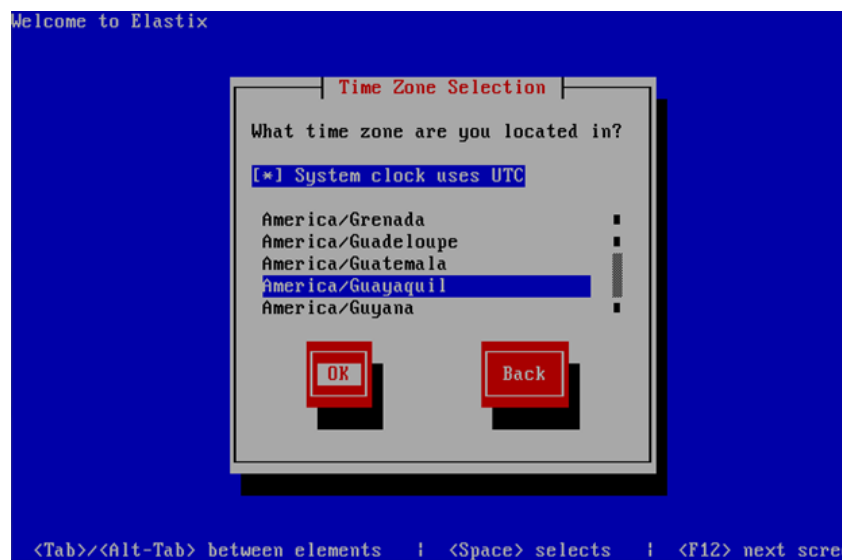 Welcome to Elastix
Time Zone Selection
What time zone are you located in?
[*] System clock uses UTC
America/Grenada
America/Guadeloupe
America/Guatemala
America/Guayaquil
America/Guyana
OK Back
<Tab>/<Alt-Tab> between elements | <Space> selects | <F12> next scre